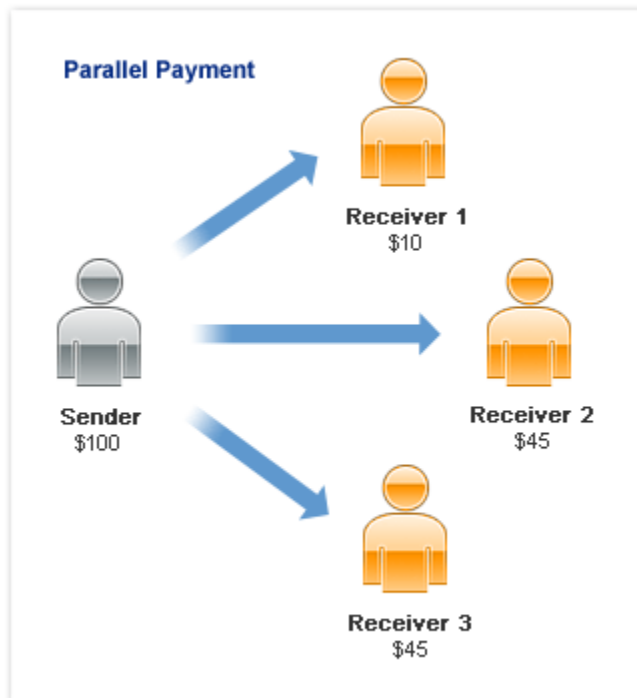 Parallel Payment
Receiver 1
$10
Sender
$100
Receiver 2
$45
Receiver 3
$45